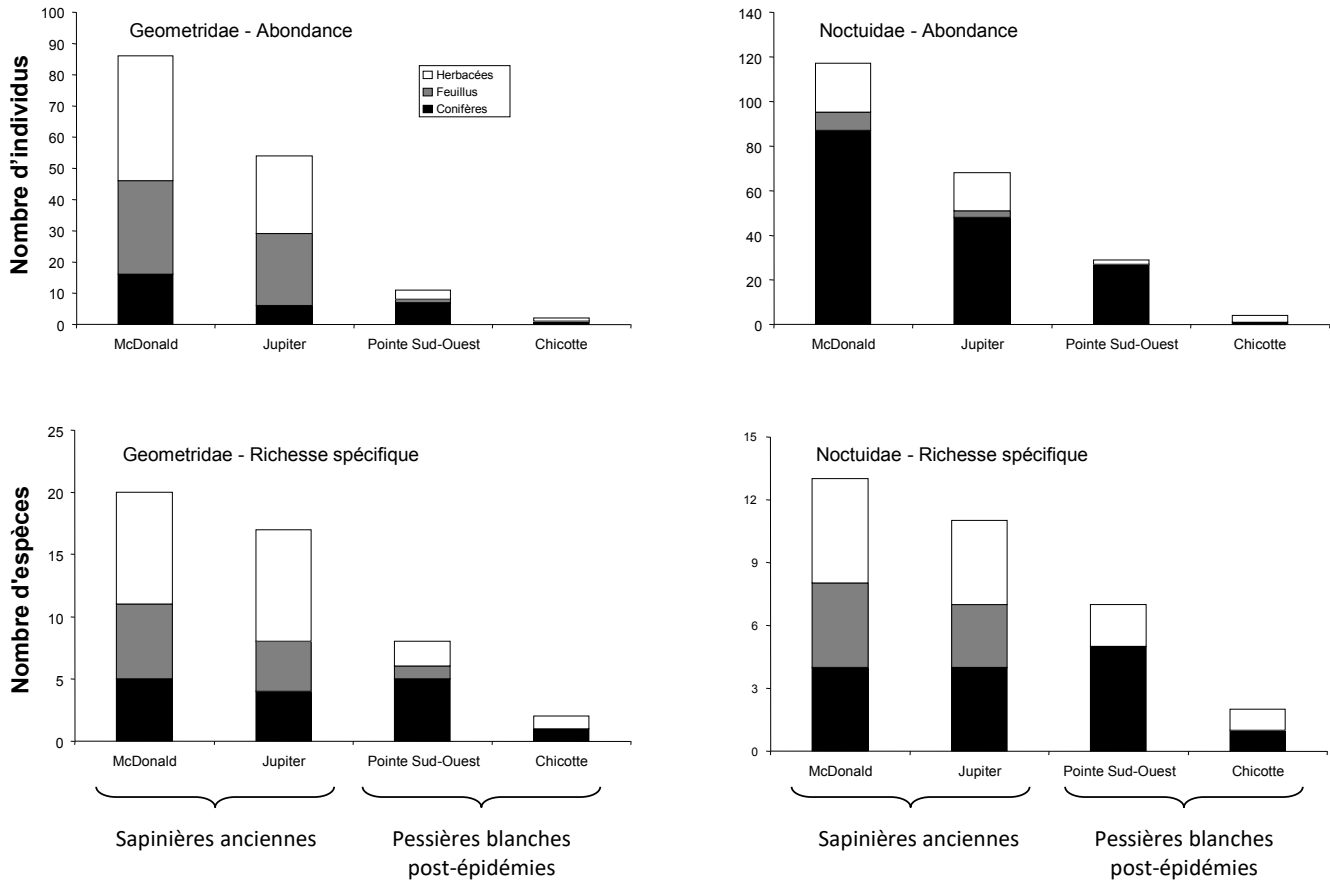 Geometridae - Abondance
Nombre d'individus
100
90
80
70
60
50
40
30
20
10
0
Herbacées
Feuillus
Conifères
McDonald Jupiter Pointe Sud-Ouest Chicotte
Noctuidae - Abondance
140
120
100
80
60
40
20
0
McDonald Jupiter Pointe Sud-Ouest Chicotte
Geometridae - Richesse spécifique
Nombre d'espèces
25
20
15
10
5
0
McDonald Jupiter Pointe Sud-Ouest Chicotte
Sapinières anciennes
Pessières blanches
post-épidémies
Noctuidae - Richesse spécifique
15
12
9
6
3
0
McDonald Jupiter Pointe Sud-Ouest Chicotte
Sapinières anciennes
Pessières blanches
post-épidémies